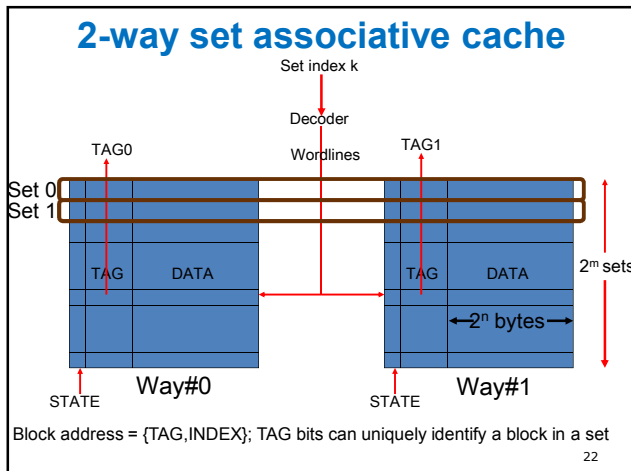 2-way set associative cache
Set index k
Decoder
TAG0
TAG1
Wordlines
Set 0
Set 1
TAG
DATA
TAG
DATA
2ᵐ sets
2ⁿ bytes
Way#0
Way#1
STATE
STATE
Block address = {TAG,INDEX}; TAG bits can uniquely identify a block in a set
22